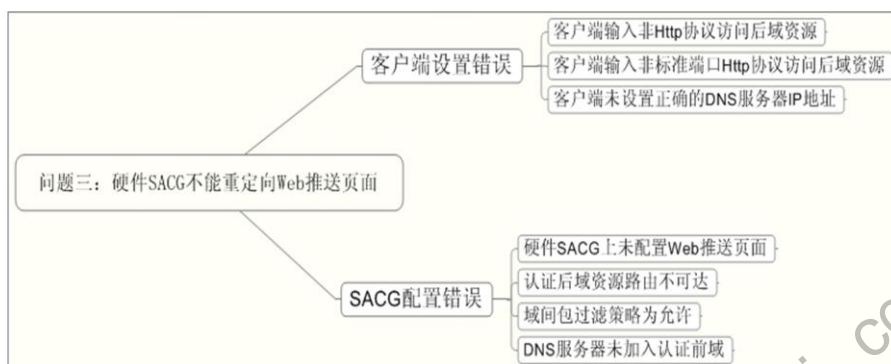 问题三：硬件SACG不能重定向Web推送页面
客户端设置错误
客户端输入非Http协议访问后域资源
客户端输入非标准端口Http协议访问后域资源
客户端未设置正确的DNS服务器IP地址
SACG配置错误
硬件SACG上未配置Web推送页面
认证后域资源路由不可达
域间包过滤策略为允许
DNS服务器未加入认证前域